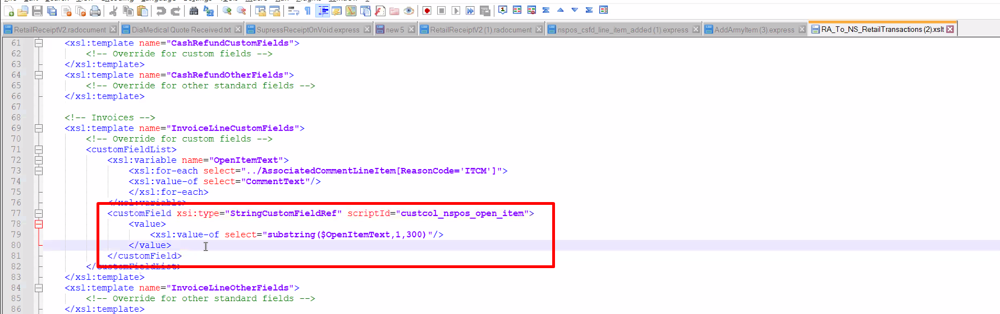 RetailReceiptV2.radocument DiaMedical Quote Received.txt SupressReceiptOnVoid.express new 5 RetailReceiptV2 (1).radocument nspos_csfd_line_item_added (1).express AddArmyItem (3).express RA_To_NS_RetailTransactions (2).xslt
61 <xsl:template name="CashRefundCustomFields">
62 <!-- Override for custom fields -->
63 </xsl:template>
64 <xsl:template name="CashRefundOtherFields">
65 <!-- Override for other standard fields -->
66 </xsl:template>
67
68 <!-- Invoices -->
69 <xsl:template name="InvoiceLineCustomFields">
70 <!-- Override for custom fields -->
71 <customFieldList>
72 <xsl:variable name="OpenItemText">
73 <xsl:for-each select="../AssociatedCommentLineItem[ReasonCode='ITCM']">
74 <xsl:value-of select="CommentText"/>
75 </xsl:for-each>
76 </xsl:variable>
77 <customField xsi:type="StringCustomFieldRef" scriptId="custcol_nspos_open_item">
78 <value>
79 <xsl:value-of select="substring($OpenItemText,1,300)"/>
80 </value>
81 </customField>
82 </customFieldList>
83 </xsl:template>
84 <xsl:template name="InvoiceLineOtherFields">
85 <!-- Override for other standard fields -->
86 </xsl:template>